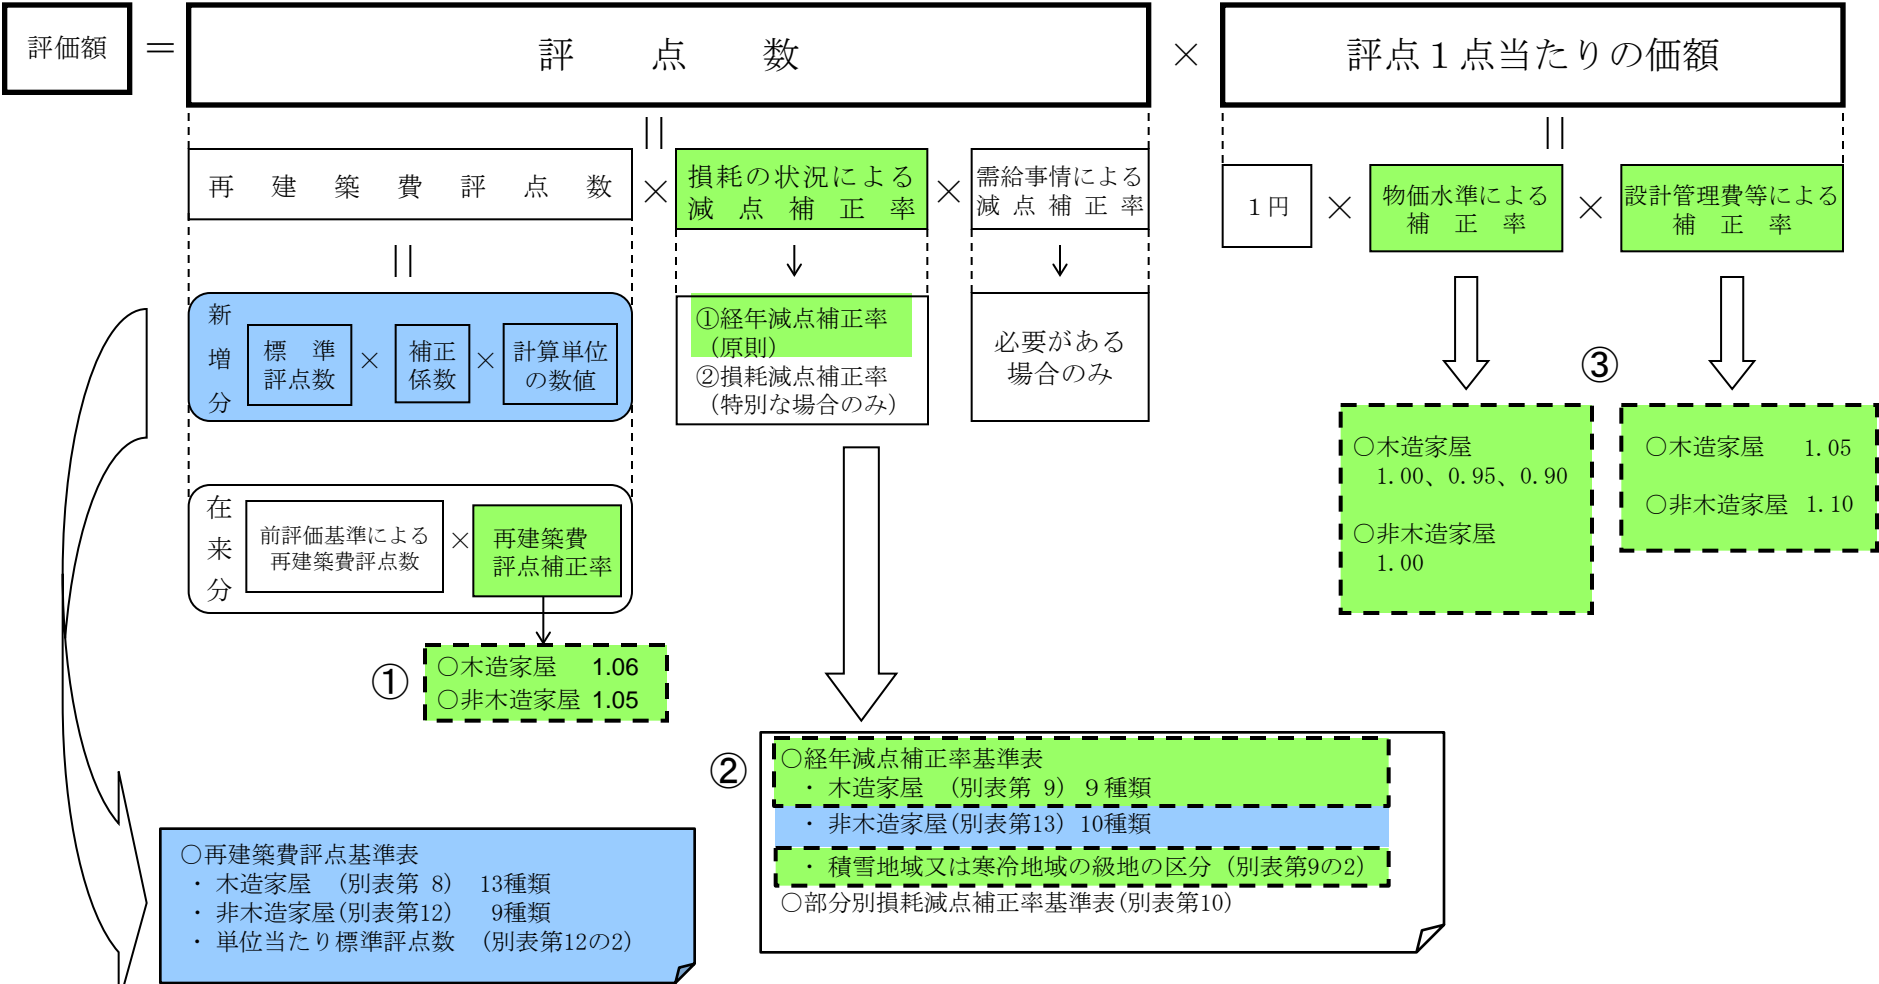 評価額 ＝ 評点数 × 評点１点当たりの価額
再建築費評点数 × 損耗の状況による
減点補正率 × 需給事情による
減点補正率
１円 × 物価水準による
補正率 × 設計管理費等による
補正率
新増分
標準
評点数 × 補正
係数 × 計算単位
の数値
①経年減点補正率
（原則）
②損耗減点補正率
（特別な場合のみ）
必要がある
場合のみ
③
○木造家屋
1.00、0.95、0.90
○非木造家屋
1.00
○木造家屋 1.05
○非木造家屋 1.10
在来分
前評価基準による
再建築費評点数 × 再建築費
評点補正率
①
○木造家屋 1.06
○非木造家屋 1.05
②
○経年減点補正率基準表
・ 木造家屋 （別表第 9） ９種類
・ 非木造家屋(別表第13) 10種類
・ 積雪地域又は寒冷地域の級地の区分（別表第9の2）
○部分別損耗減点補正率基準表(別表第10)
○再建築費評点基準表
・ 木造家屋 （別表第 8） 13種類
・ 非木造家屋(別表第12) 9種類
・ 単位当たり標準評点数 （別表第12の2）